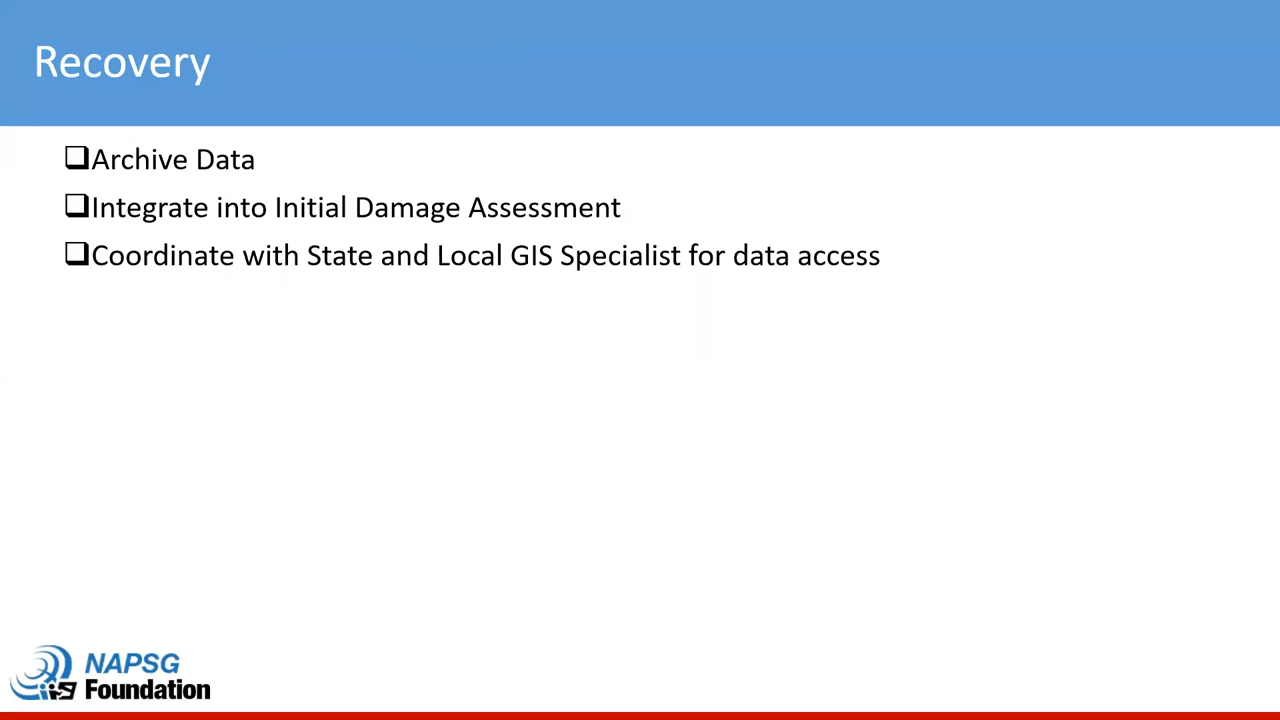 Recovery
❑Archive Data
❑Integrate into Initial Damage Assessment
❑Coordinate with State and Local GIS Specialist for data access
NAPSG
Foundation